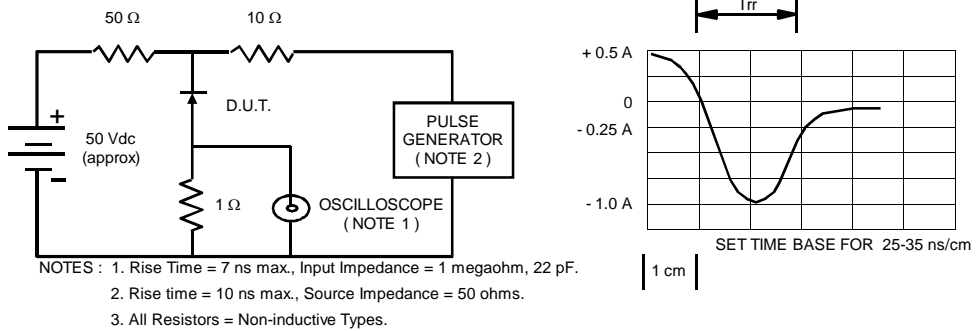 50 Ω
10 Ω
Trr
+ 0.5 A
D.U.T.
0
+
PULSE
GENERATOR
( NOTE 2 )
- 0.25 A
50 Vdc
(approx)
-
1 Ω
OSCILLOSCOPE
( NOTE 1 )
- 1.0 A
SET TIME BASE FOR 25-35 ns/cm
1 cm
NOTES : 1. Rise Time = 7 ns max., Input Impedance = 1 megaohm, 22 pF.
2. Rise time = 10 ns max., Source Impedance = 50 ohms.
3. All Resistors = Non-inductive Types.